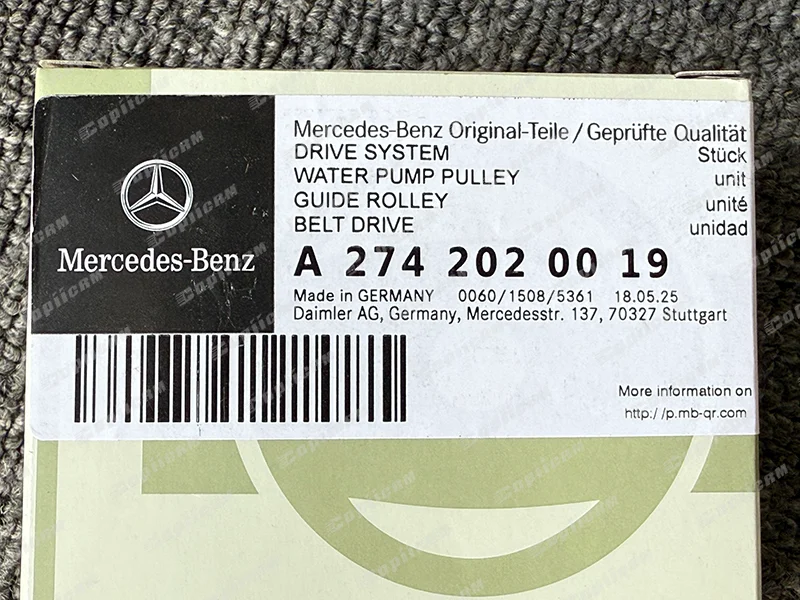 Mercedes-Benz
Mercedes-Benz Original-Teile / Geprüfte Qualität
DRIVE SYSTEM
WATER PUMP PULLEY
GUIDE ROLLEY
BELT DRIVE
Stück
unit
unité
unidad
A 274 202 00 19
Made in GERMANY 0060/1508/5361 18.05.25
Daimler AG, Germany, Mercedesstr. 137, 70327 Stuttgart
More information on
http: / /p.mb-qr.com
Copiicam